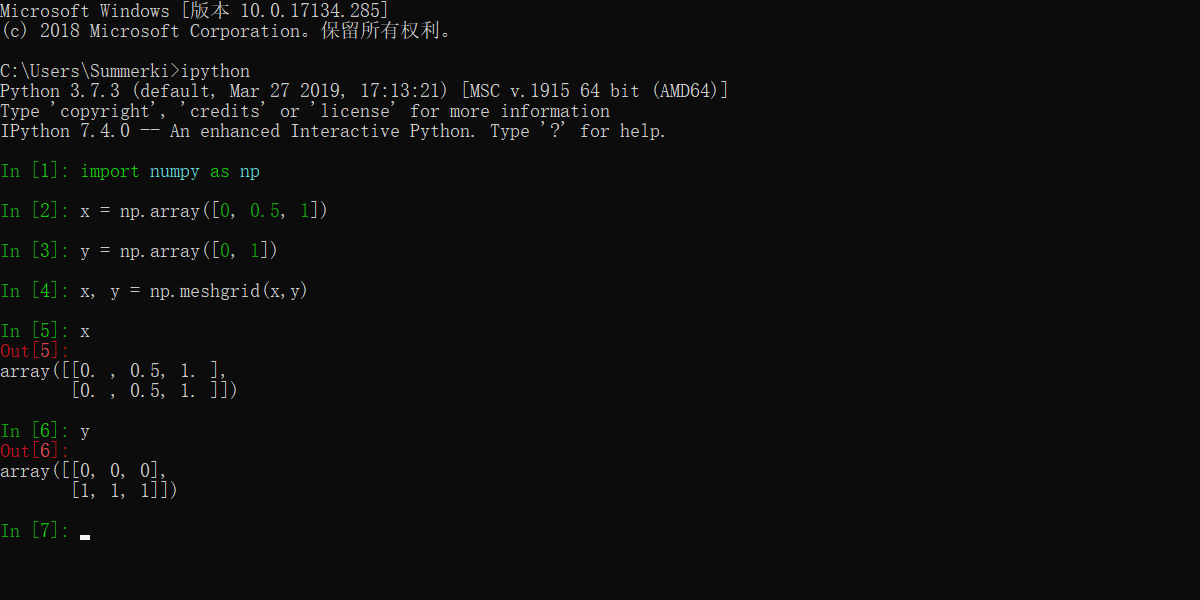 Microsoft Windows [版本 10.0.17134.285]
(c) 2018 Microsoft Corporation。保留所有权利。
C:\Users\Summerki>ipython
Python 3.7.3 (default, Mar 27 2019, 17:13:21) [MSC v.1915 64 bit (AMD64)]
Type 'copyright', 'credits' or 'license' for more information
IPython 7.4.0 -- An enhanced Interactive Python. Type '?' for help.
In [1]: import numpy as np
In [2]: x = np.array([0, 0.5, 1])
In [3]: y = np.array([0, 1])
In [4]: x, y = np.meshgrid(x,y)
In [5]: x
Out[5]:
array([[0. , 0.5, 1. ],
       [0. , 0.5, 1. ]])
In [6]: y
Out[6]:
array([[0, 0, 0],
       [1, 1, 1]])
In [7]: